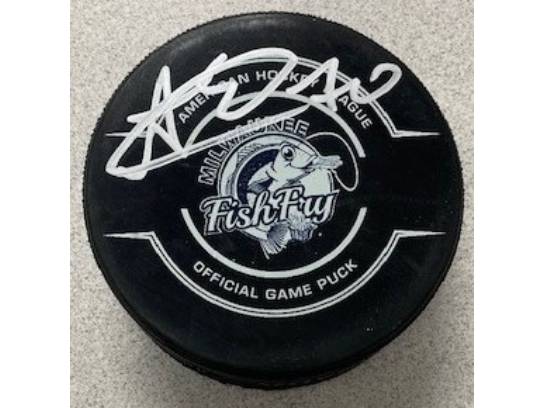 AMERICAN HOCKEY LEAGUE
MILWAUKEE
Fish Fry
OFFICIAL GAME PUCK